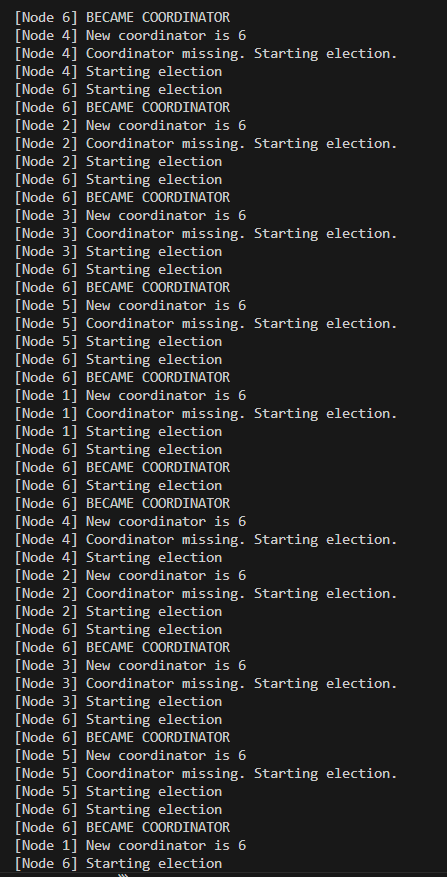 [Node 6] BECAME COORDINATOR
[Node 4] New coordinator is 6
[Node 4] Coordinator missing. Starting election.
[Node 4] Starting election
[Node 6] Starting election
[Node 6] BECAME COORDINATOR
[Node 2] New coordinator is 6
[Node 2] Coordinator missing. Starting election.
[Node 2] Starting election
[Node 6] Starting election
[Node 6] BECAME COORDINATOR
[Node 3] New coordinator is 6
[Node 3] Coordinator missing. Starting election.
[Node 3] Starting election
[Node 6] Starting election
[Node 6] BECAME COORDINATOR
[Node 5] New coordinator is 6
[Node 5] Coordinator missing. Starting election.
[Node 5] Starting election
[Node 6] Starting election
[Node 6] BECAME COORDINATOR
[Node 1] New coordinator is 6
[Node 1] Coordinator missing. Starting election.
[Node 1] Starting election
[Node 6] Starting election
[Node 6] BECAME COORDINATOR
[Node 6] Starting election
[Node 6] BECAME COORDINATOR
[Node 4] New coordinator is 6
[Node 4] Coordinator missing. Starting election.
[Node 4] Starting election
[Node 2] New coordinator is 6
[Node 2] Coordinator missing. Starting election.
[Node 2] Starting election
[Node 6] Starting election
[Node 6] BECAME COORDINATOR
[Node 3] New coordinator is 6
[Node 3] Coordinator missing. Starting election.
[Node 3] Starting election
[Node 6] Starting election
[Node 6] BECAME COORDINATOR
[Node 5] New coordinator is 6
[Node 5] Coordinator missing. Starting election.
[Node 5] Starting election
[Node 6] Starting election
[Node 6] BECAME COORDINATOR
[Node 1] New coordinator is 6
[Node 6] Starting election